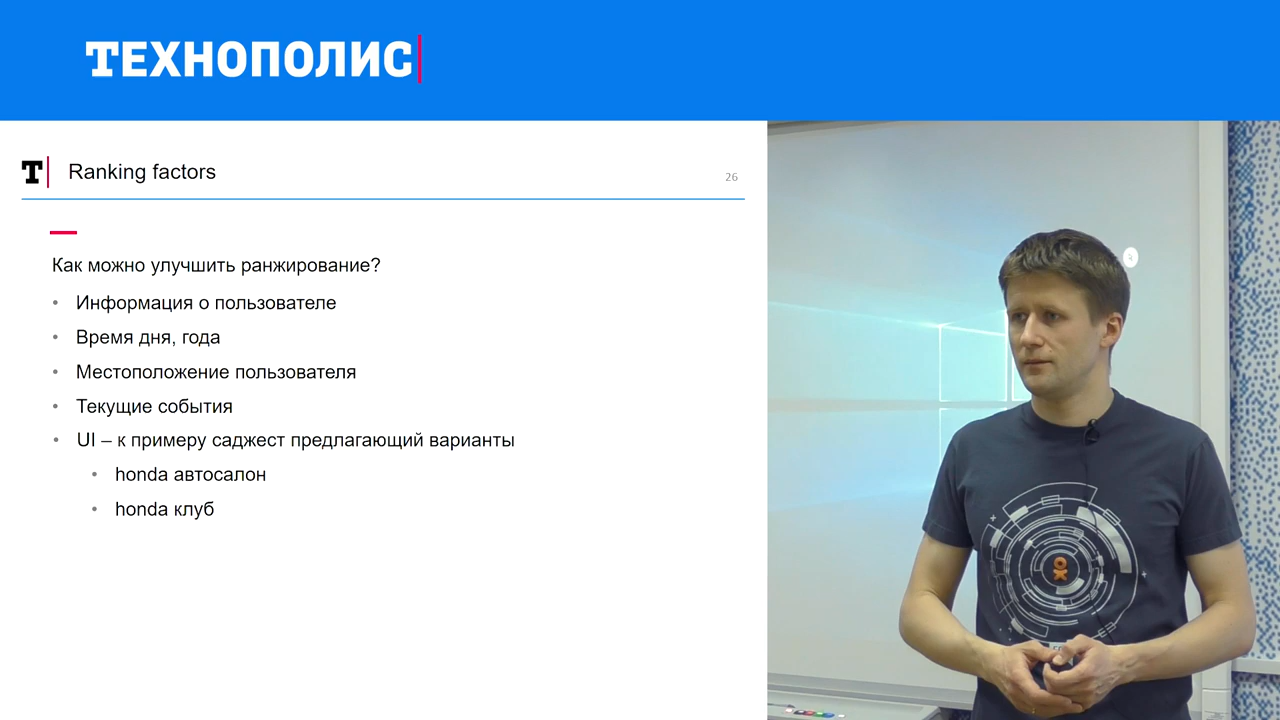 ТЕХНОПОЛИС
Т
Ranking factors
26
Как можно улучшить ранжирование?
• Информация о пользователе
• Время дня, года
• Местоположение пользователя
• Текущие события
• UI – к примеру саджест предлагающий варианты
• honda автосалон
• honda клуб